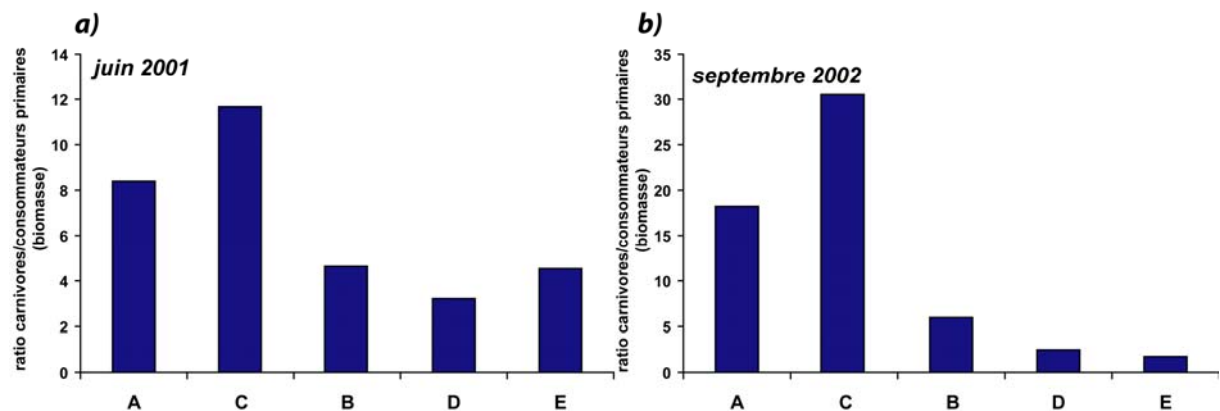 a)
juin 2001
ratio carnivores/consommateurs primaires
(biomasse)
14
12
10
8
6
4
2
0
A C B D E
b)
septembre 2002
ratio carnivores/consommateurs primaires
(biomasse)
35
30
25
20
15
10
5
0
A C B D E